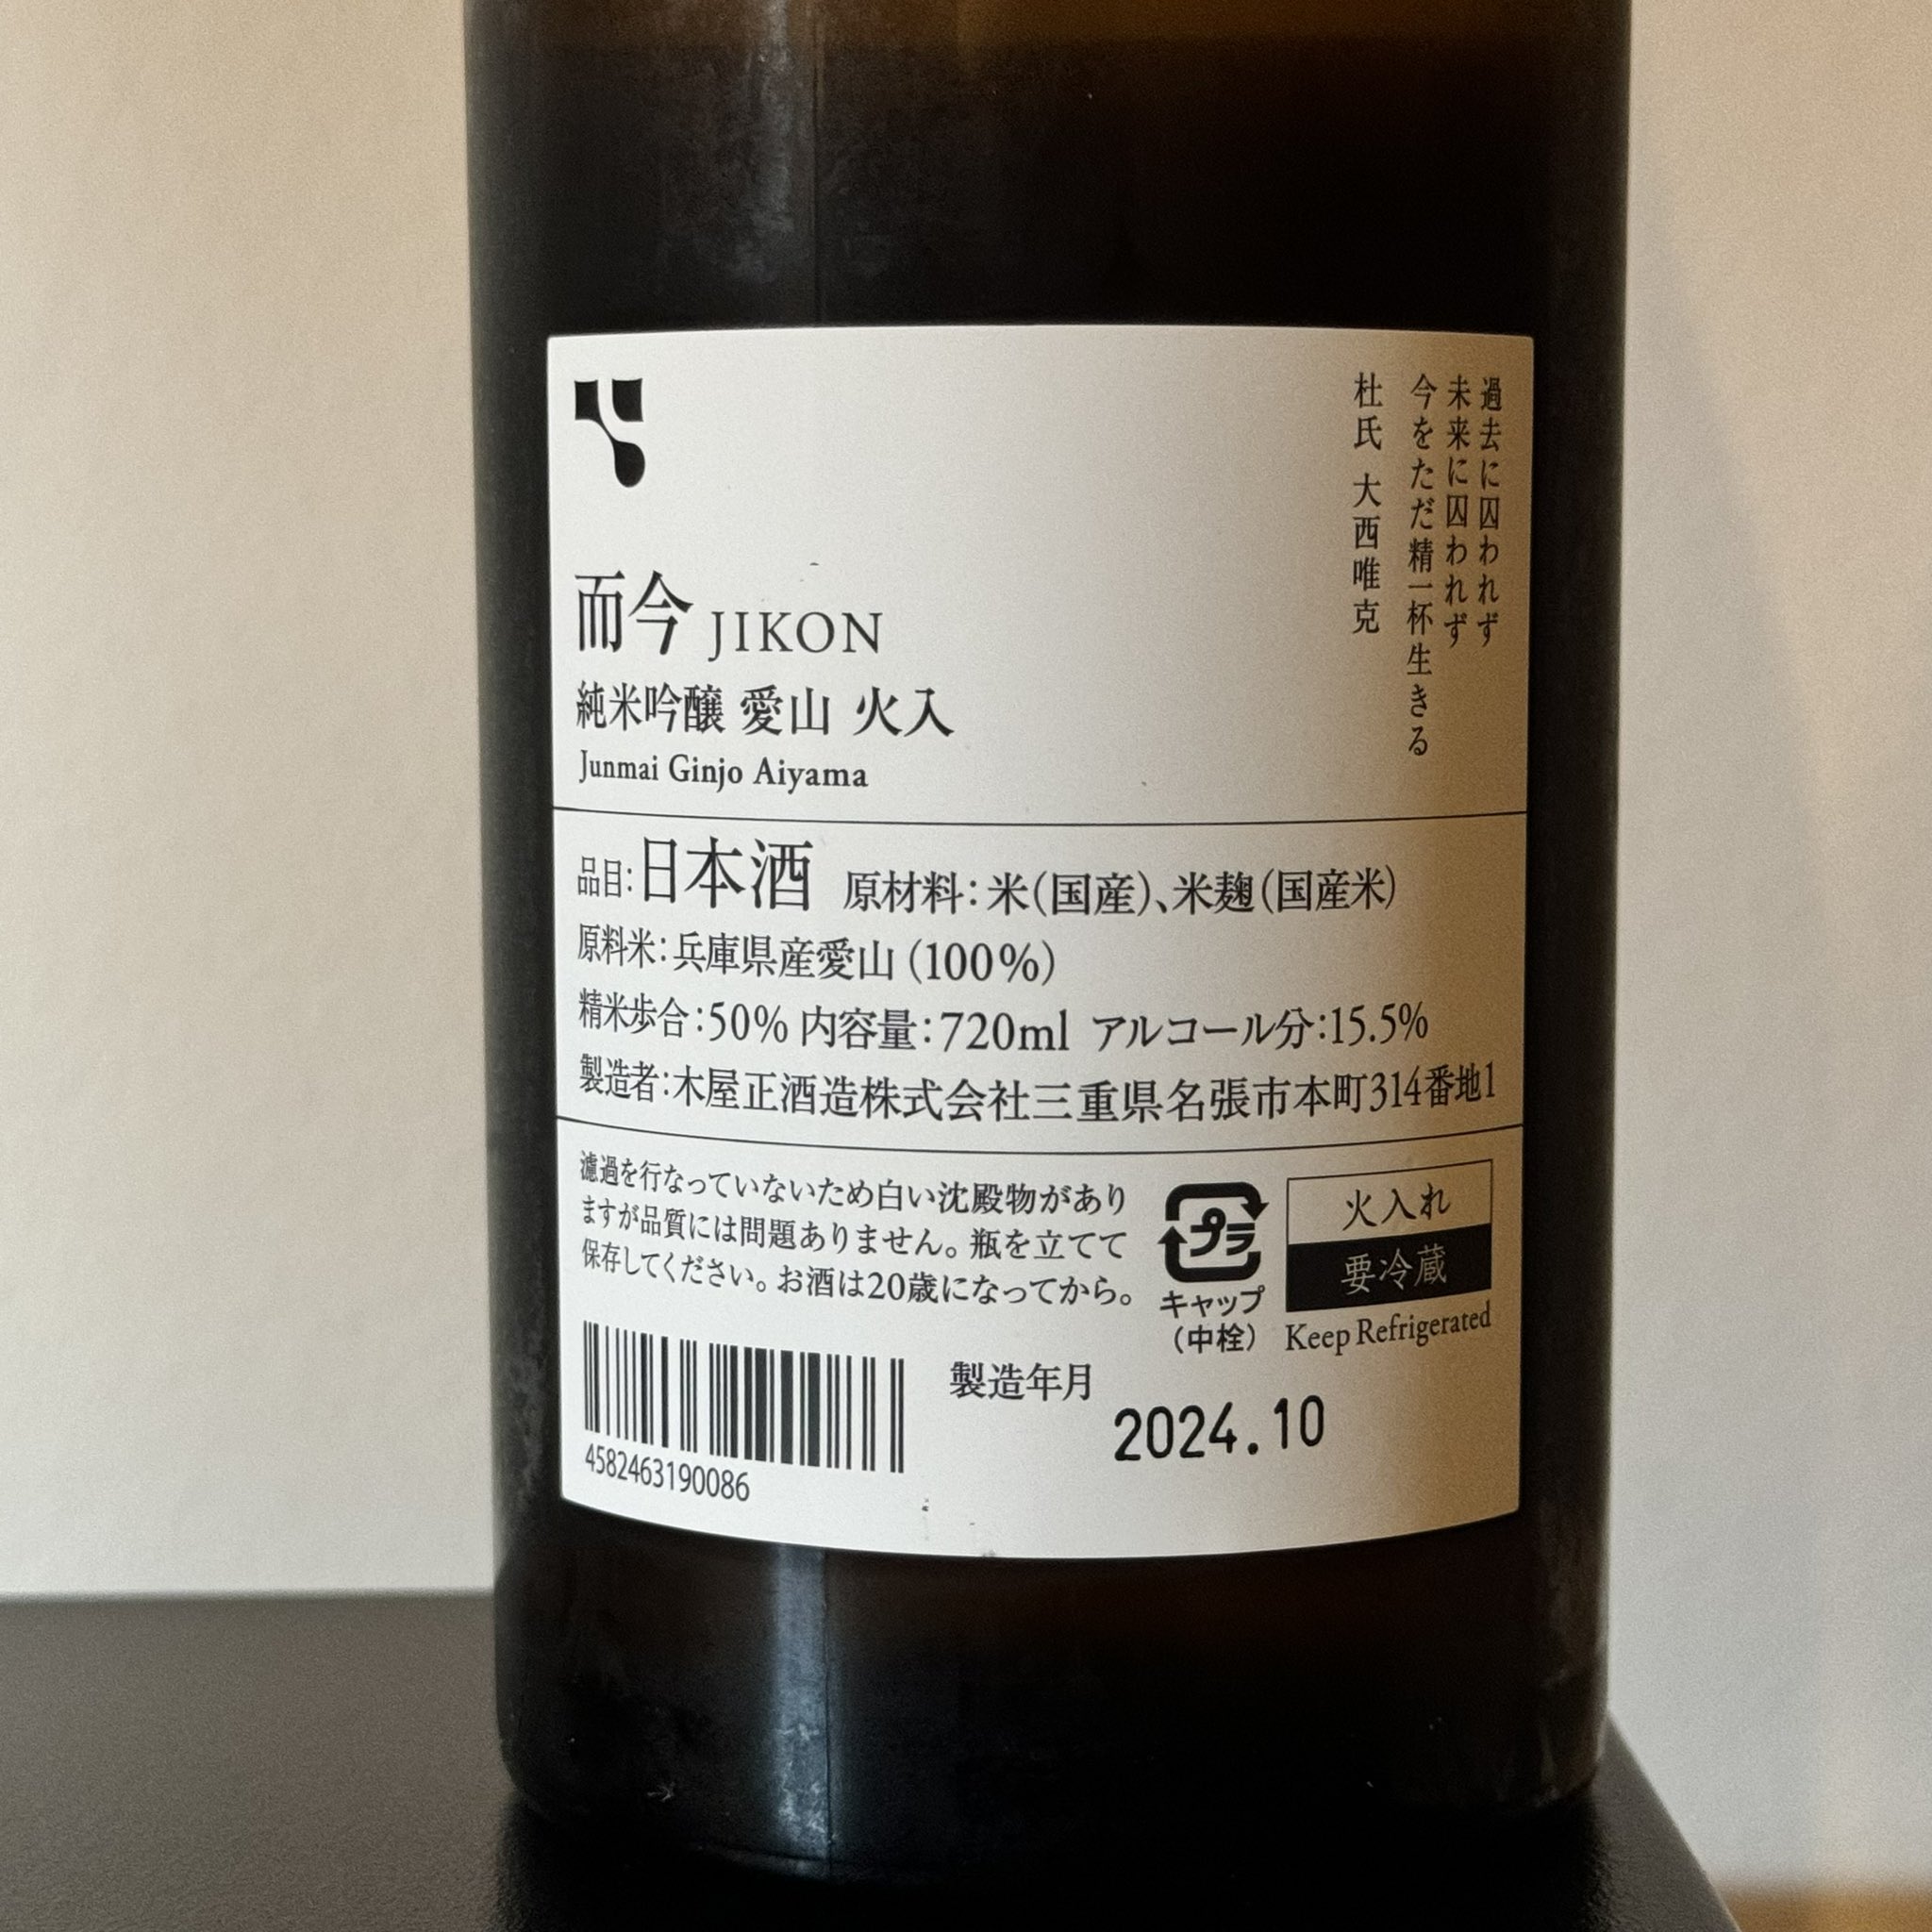 過去に囚われず
未来に囚われず
今をただ精一杯生きる
杜氏 大西唯克
而今 JIKON
純米吟醸 愛山 火入
Junmai Ginjo Aiyama
品目:日本酒 原材料:米(国産)、米麹(国産米)
原料米:兵庫県産愛山(100%)
精米歩合:50% 内容量:720ml アルコール分:15.5%
製造者:木屋正酒造株式会社三重県名張市本町314番地1
濾過を行なっていないため白い沈殿物があり
ますが品質には問題ありません。瓶を立てて
保存してください。お酒は20歳になってから。
プラ
キャップ
(中栓)
火入れ
要冷蔵
Keep Refrigerated
製造年月
2024.10
4582463190086